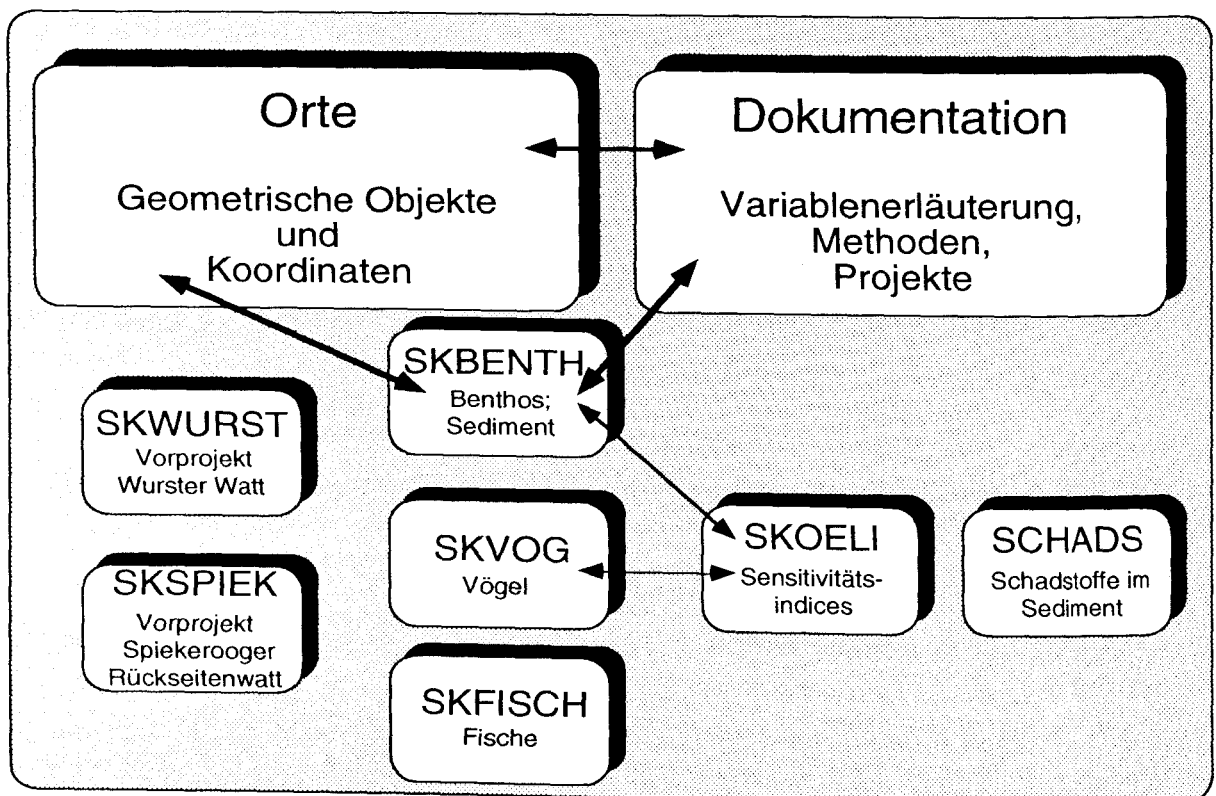 Orte
Geometrische Objekte
und
Koordinaten
Dokumentation
Variablenerläuterung,
Methoden,
Projekte
SKBENTH
Benthos;
Sediment
SKWURST
Vorprojekt
Wurster Watt
SKVOG
Vögel
SKOELI
Sensitivitäts-
indices
SCHADS
Schadstoffe im
Sediment
SKSPIEK
Vorprojekt
Spiekerooger
Rückseitenwatt
SKFISCH
Fische